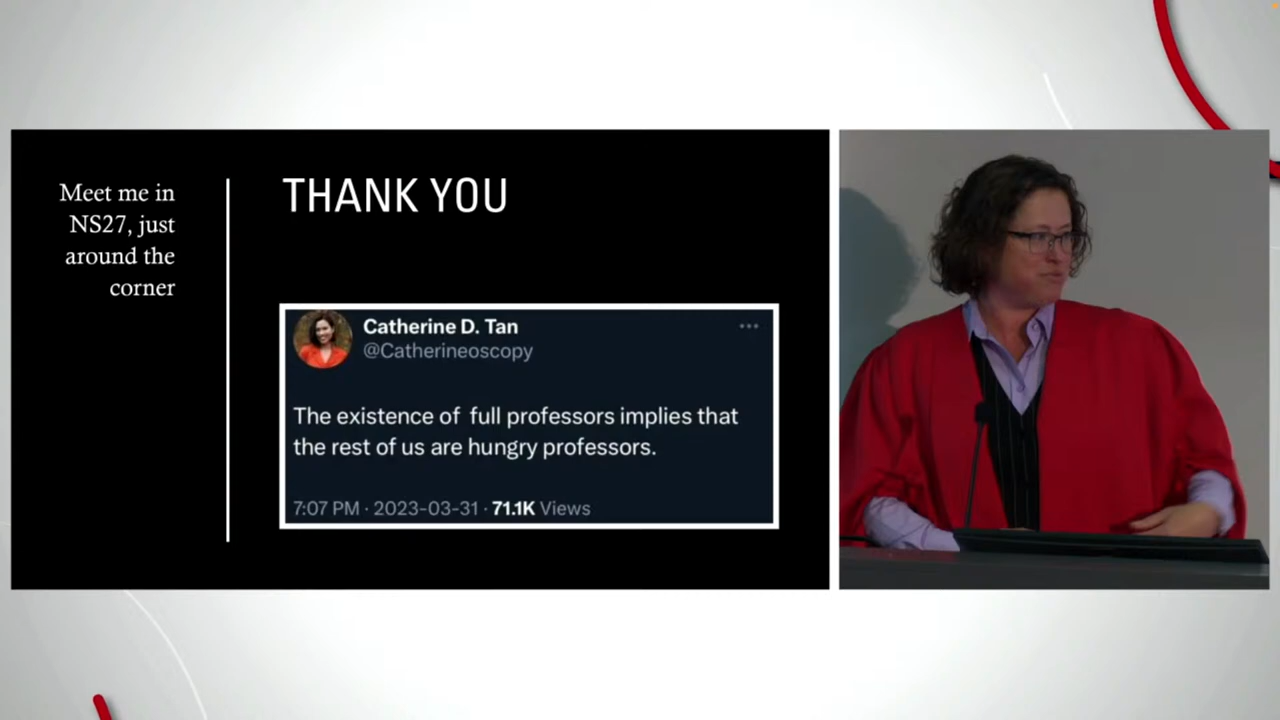 Meet me in
NS27, just
around the
corner
THANK YOU
Catherine D. Tan
@Catherineoscopy
The existence of full professors implies that
the rest of us are hungry professors.
7:07 PM · 2023-03-31 · 71.1K Views